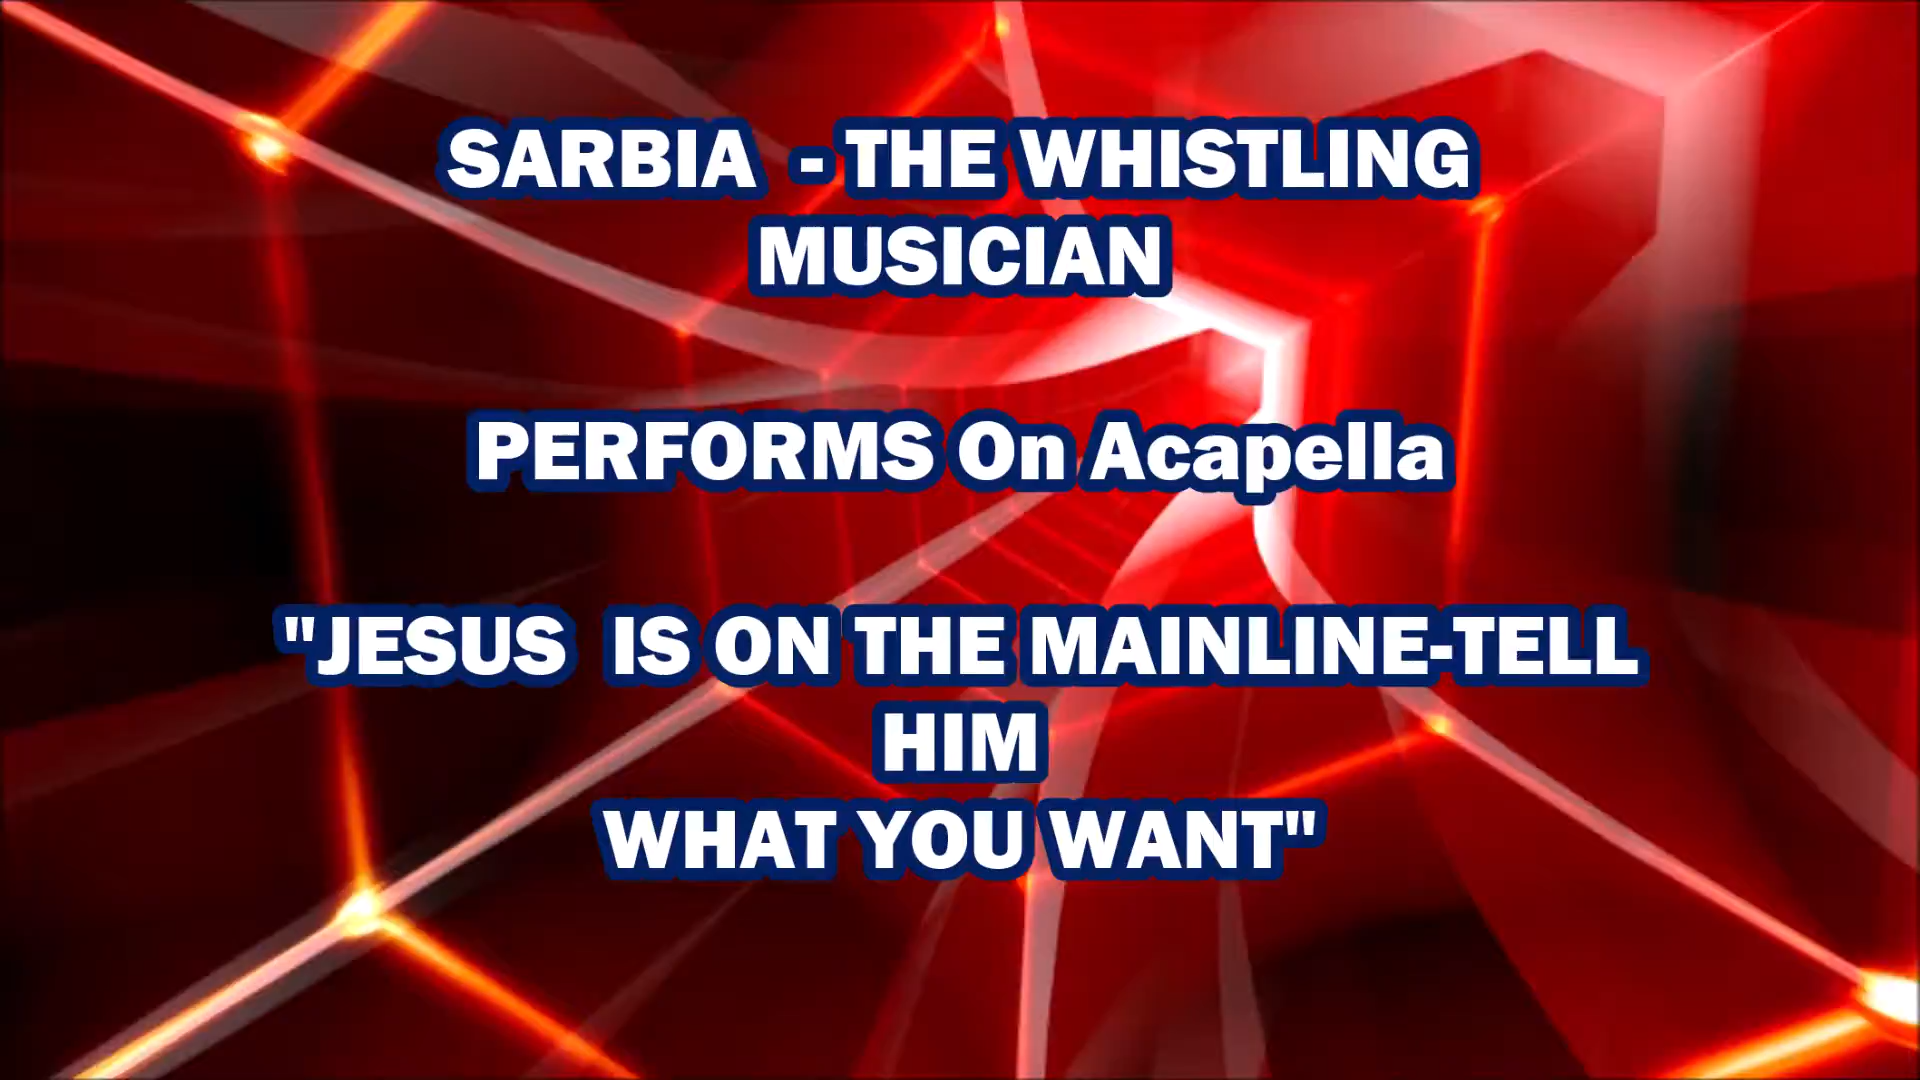 SARBIA  - THE WHISTLING
MUSICIAN
PERFORMS On Acapella
"JESUS  IS ON THE MAINLINE-TELL
HIM
WHAT YOU WANT"